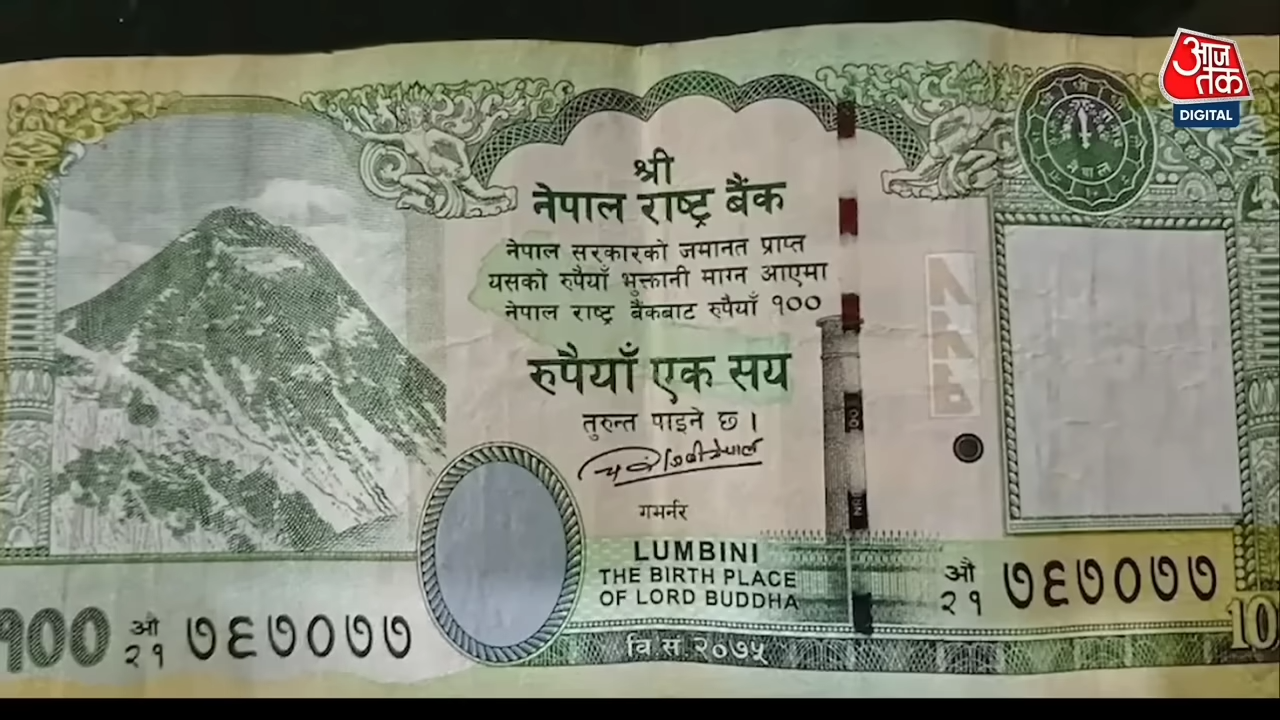 आज
तक
DIGITAL
श्री
नेपाल राष्ट्र बैंक
नेपाल सरकारको जमानत प्राप्त
यसको रुपैयाँ भुक्तानी माग्न आएमा
नेपाल राष्ट्र बैंकबाट रुपैयाँ १००
रुपैयाँ एक सय
तुरुन्त पाइने छ ।
गभर्नर
LUMBINI
THE BIRTH PLACE
OF LORD BUDDHA
औ
२१ ७६७०७७
१०० औ
२१ ७६७०७७
वि सं २०७५
10